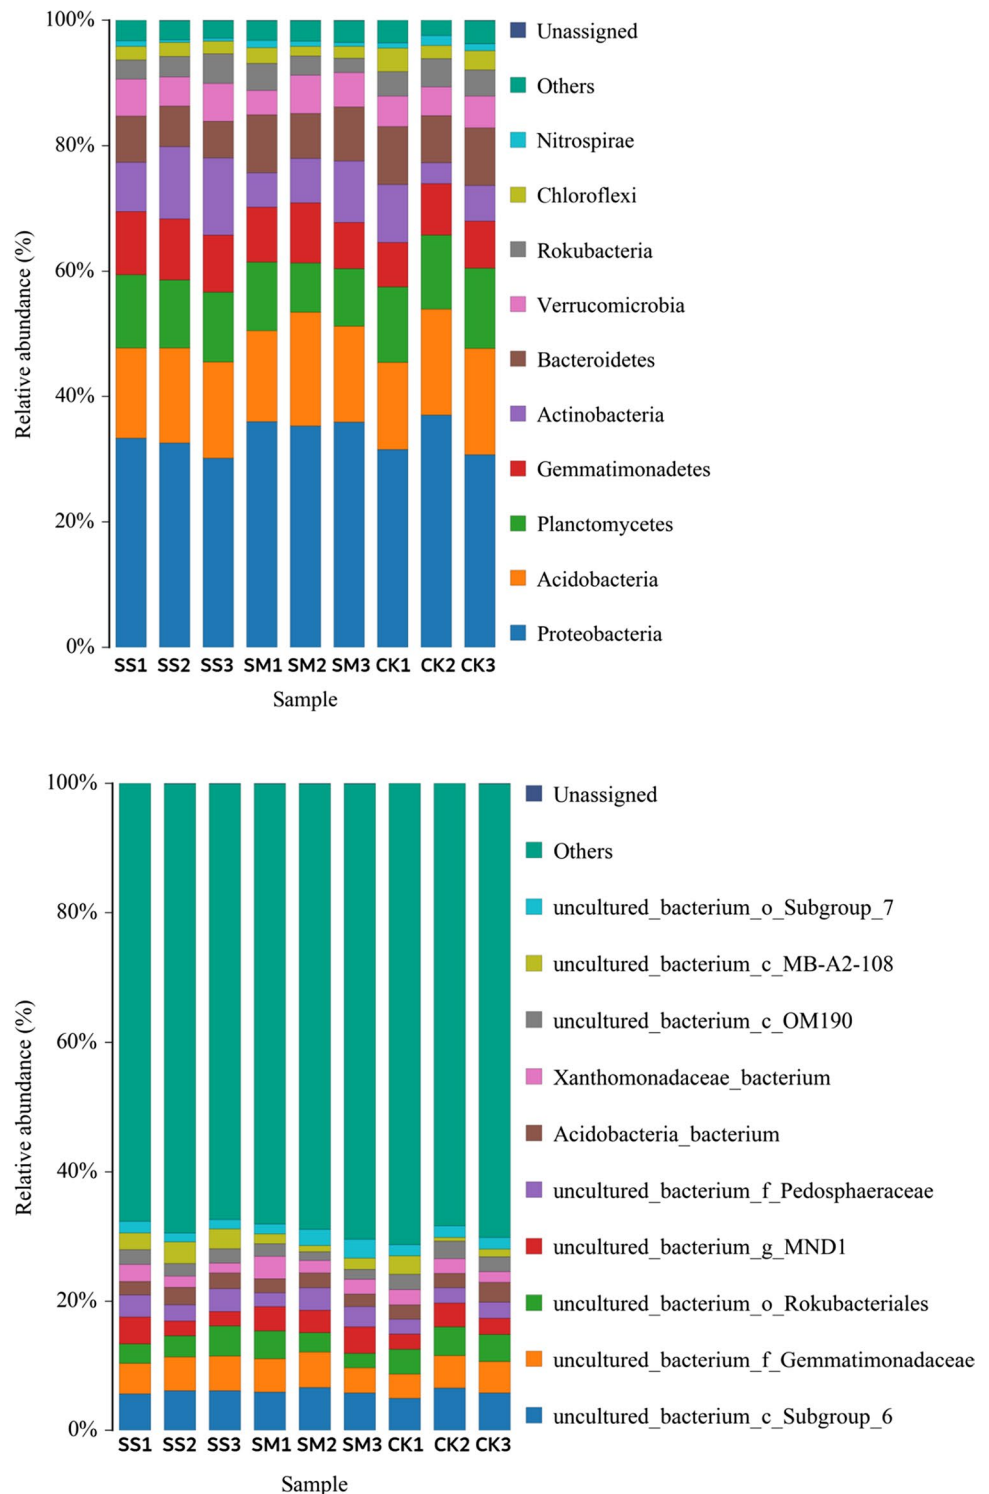 100%
80%
60%
40%
20%
0%
Relative abundance (%)
SS1 SS2 SS3 SM1 SM2 SM3 CK1 CK2 CK3
Sample
Unassigned
Others
Nitrospirae
Chloroflexi
Rokubacteria
Verrucomicrobia
Bacteroidetes
Actinobacteria
Gemmatimonadetes
Planctomycetes
Acidobacteria
Proteobacteria
100%
80%
60%
40%
20%
0%
Relative abundance (%)
SS1 SS2 SS3 SM1 SM2 SM3 CK1 CK2 CK3
Sample
Unassigned
Others
uncultured_bacterium_o_Subgroup_7
uncultured_bacterium_c_MB-A2-108
uncultured_bacterium_c_OM190
Xanthomonadaceae_bacterium
Acidobacteria_bacterium
uncultured_bacterium_f_Pedosphaeraceae
uncultured_bacterium_g_MND1
uncultured_bacterium_o_Rokubacteriales
uncultured_bacterium_f_Gemmatimonadaceae
uncultured_bacterium_c_Subgroup_6